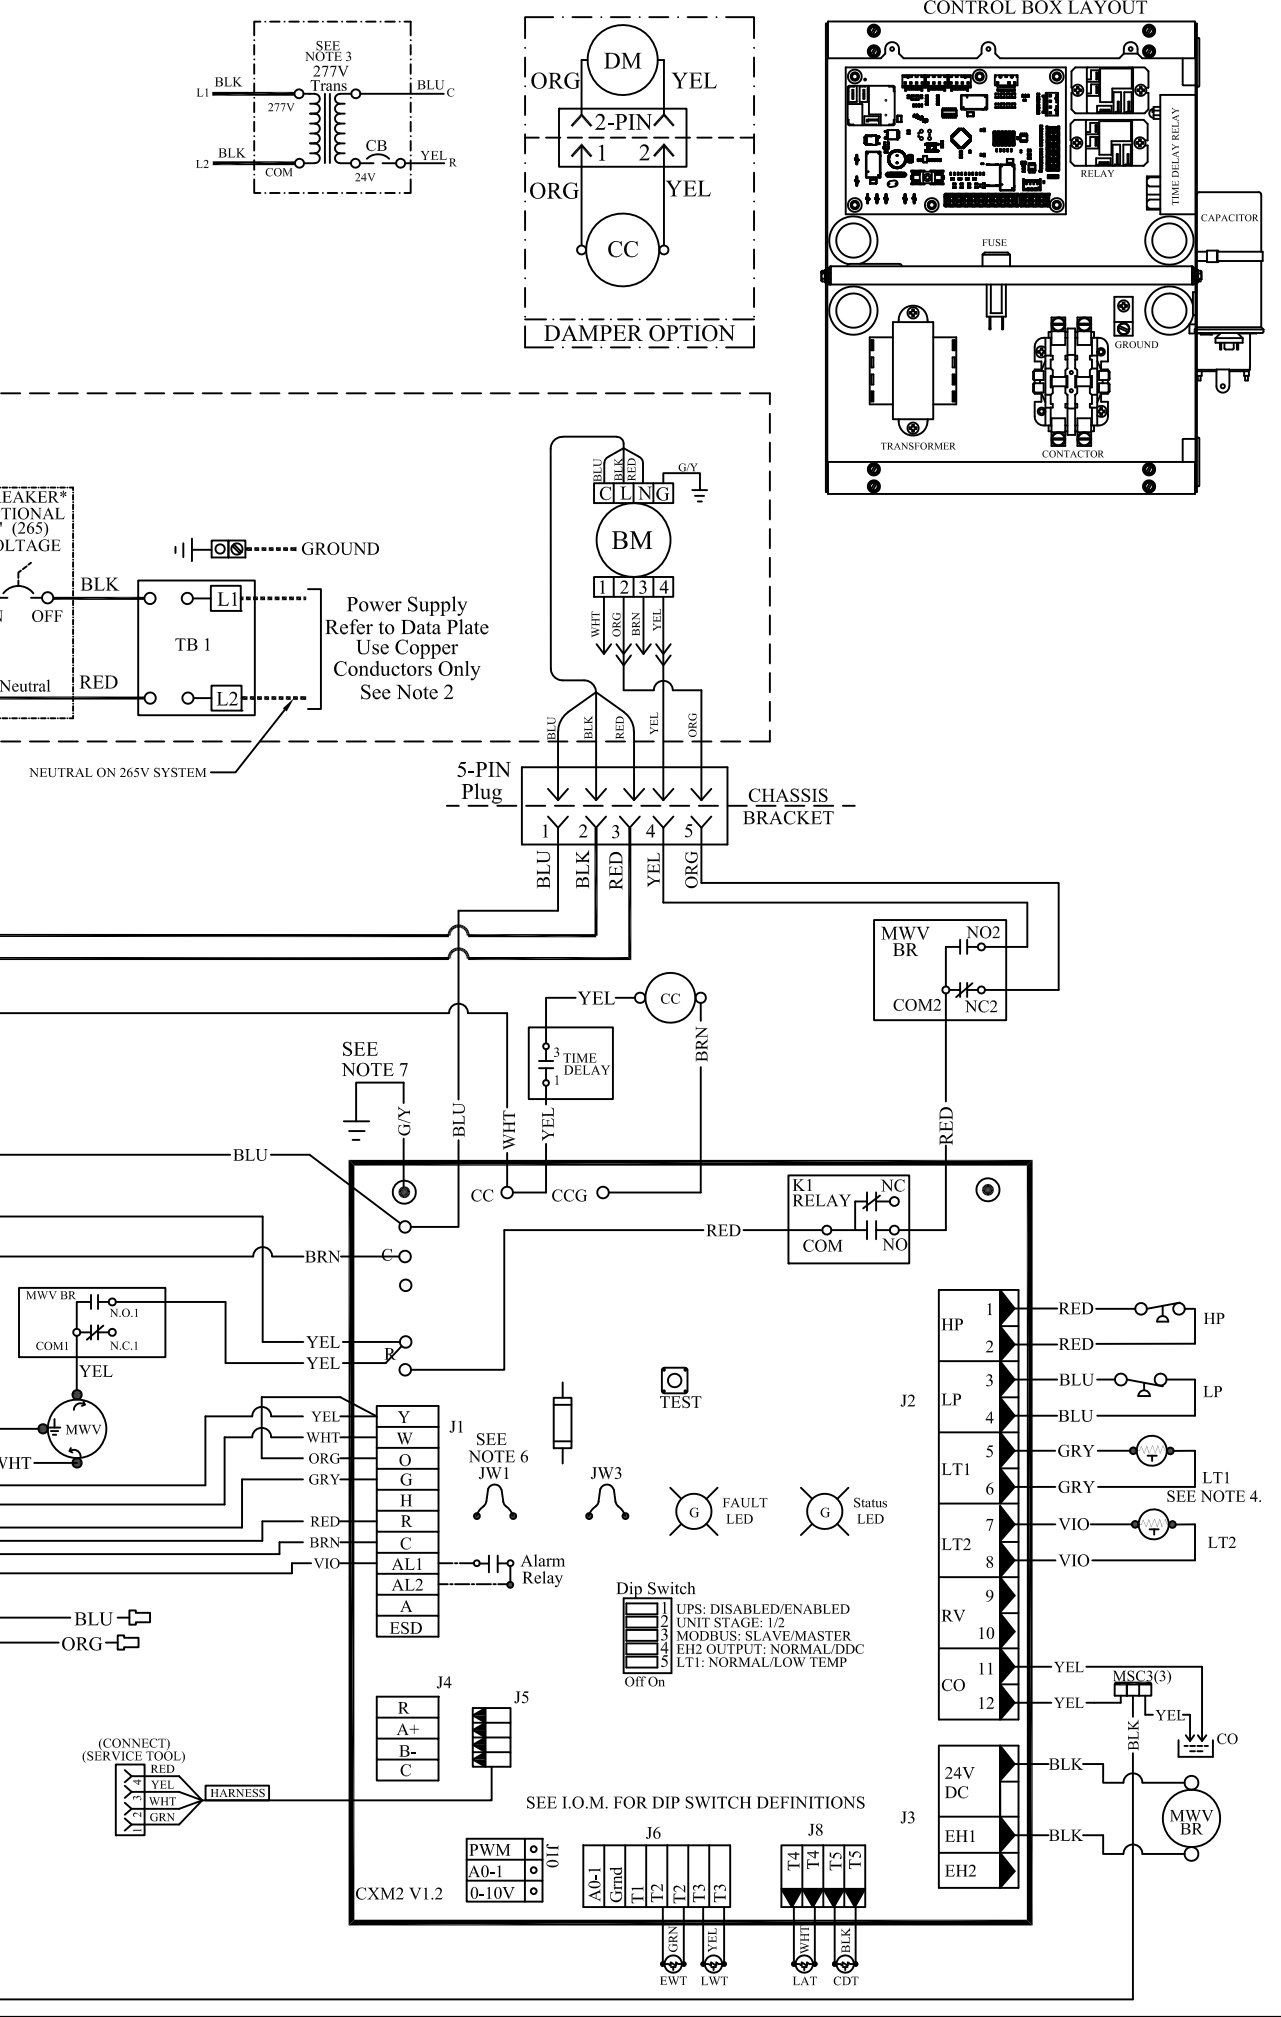 CONTROL BOX LAYOUT
SEE
NOTE 3
277V
Trans
BLK
L1
277V
BLU
C
BLK
L2
COM
CB
24V
YEL
R
DM
ORG
YEL
2-PIN
1
2
ORG
YEL
CC
DAMPER OPTION
TIME DELAY RELAY
RELAY
CAPACITOR
FUSE
GROUND
TRANSFORMER
CONTACTOR
BLU
BLK
RED
G/Y
C L N G
BM
1 2 3 4
WHT
ORG
BRN
YEL
EAKER*
TIONAL
(265)
OLTAGE
BLK
OFF
Neutral
RED
GROUND
L1
TB 1
L2
Power Supply
Refer to Data Plate
Use Copper
Conductors Only
See Note 2
NEUTRAL ON 265V SYSTEM
BLU
BLK
RED
YEL
ORG
5-PIN
Plug
CHASSIS
BRACKET
1 2 3 4 5
BLU
BLK
RED
YEL
ORG
MWV
BR
NO2
COM2
NC2
YEL
CC
3
TIME
DELAY
1
BRN
SEE
NOTE 7
G/Y
BLU
WHT
YEL
RED
BLU
CC
CCG
K1
RELAY
NC
COM
NO
RED
BRN
C
MWV BR
N.O.1
COM1
N.C.1
YEL
YEL
YEL
R
MWV
WHT
HP
1
2
RED
RED
HP
LP
3
4
BLU
BLU
LP
J2
LT1
5
6
GRY
GRY
LT1
SEE NOTE 4.
LT2
7
8
VIO
VIO
LT2
RV
9
10
CO
11
12
YEL
YEL
MSC3(3)
YEL
BLK
CO
TEST
J1
YEL
Y
WHT
W
ORG
O
GRY
G
H
RED
R
BRN
C
VIO
AL1
AL2
A
ESD
SEE
NOTE 6
JW1
JW3
G
FAULT
LED
G
Status
LED
Alarm
Relay
BLU
ORG
Dip Switch
1 UPS: DISABLED/ENABLED
2 UNIT STAGE: 1/2
3 MODBUS: SLAVE/MASTER
4 EH2 OUTPUT: NORMAL/DDC
5 LT1: NORMAL/LOW TEMP
Off On
J4
R
A+
B-
C
J5
(CONNECT)
(SERVICE TOOL)
4 RED
3 YEL
2 WHT
1 GRN
HARNESS
SEE I.O.M. FOR DIP SWITCH DEFINITIONS
J3
24V
DC
EH1
EH2
BLK
BLK
MWV
BR
PWM
A0-1
0-10V
J10
CXM2 V1.2
J6
A0-1
Grnd
T1
T2
T2
T3
T3
J8
T4
T4
T5
T5
GRN
YEL
WHT
BLK
EWT
LWT
LAT
CDT